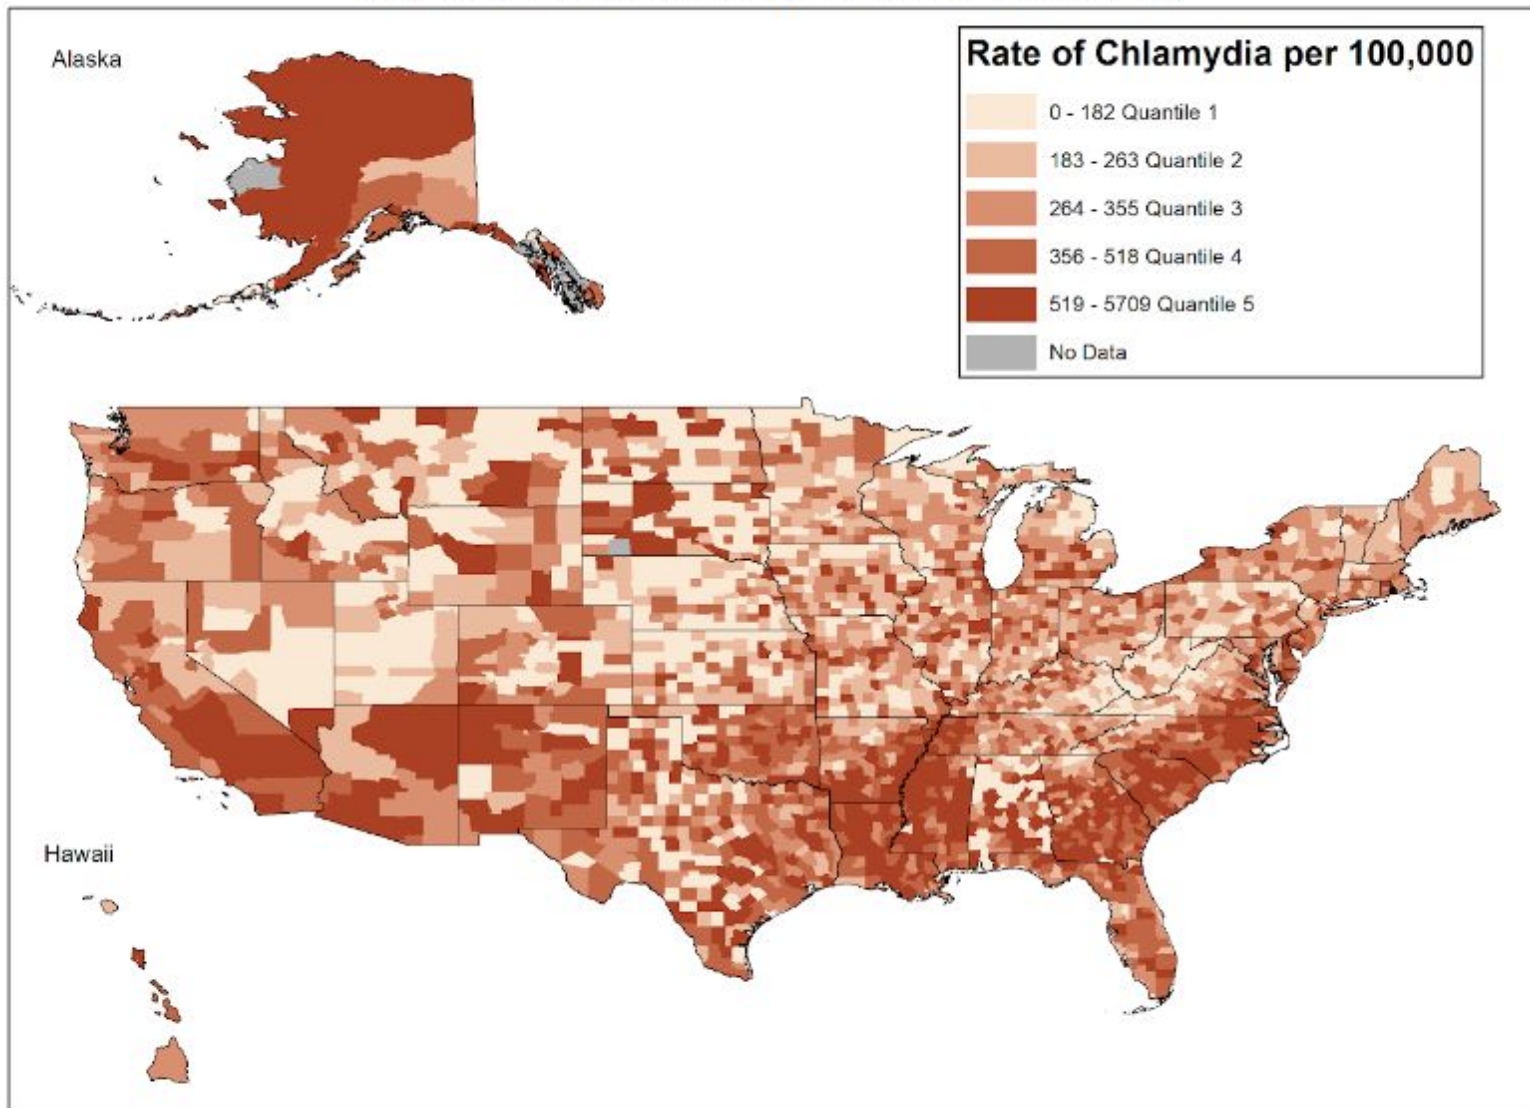 Alaska
Rate of Chlamydia per 100,000
0 - 182 Quantile 1
183 - 263 Quantile 2
264 - 355 Quantile 3
356 - 518 Quantile 4
519 - 5709 Quantile 5
No Data
Hawaii